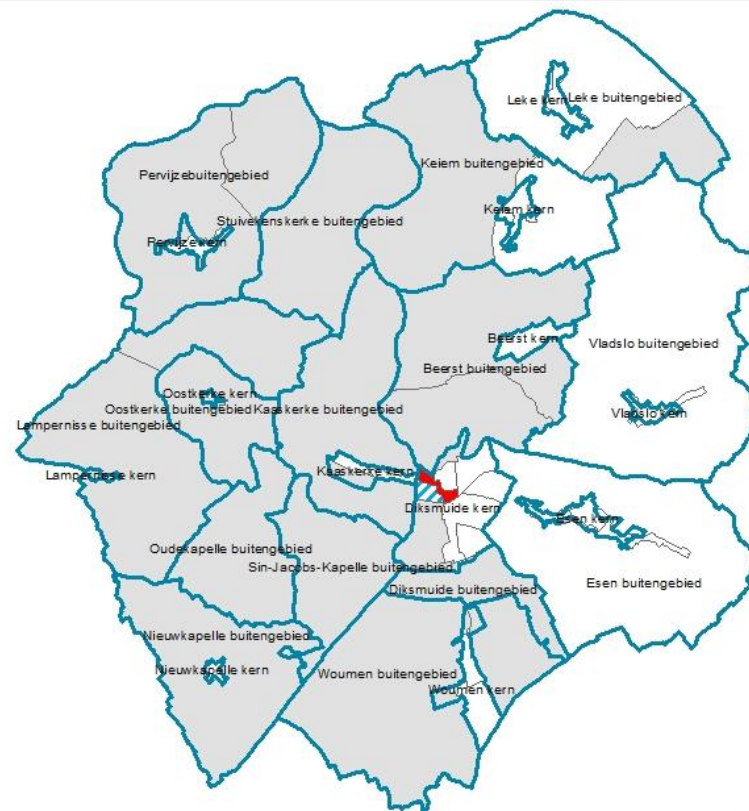 Leke kern
Leke buitengebied
Keiem buitengebied
Pervijzebuitengebied
Keiem kern
Stuivekenskerke buitengebied
Pervijze kern
Beerst kern
Vladslo buitengebied
Beerst buitengebied
Oostkerke kern
Oostkerke buitengebied
Kaaskerke buitengebied
Vladslo kern
Lampernisse buitengebied
Kaaskerke kern
Lampernisse kern
Diksmuide kern
Esen kern
Oudekapelle buitengebied
Sin-Jacobs-Kapelle buitengebied
Esen buitengebied
Diksmuide buitengebied
Nieuwkapelle buitengebied
Nieuwkapelle kern
Woumen buitengebied
Woumen kern